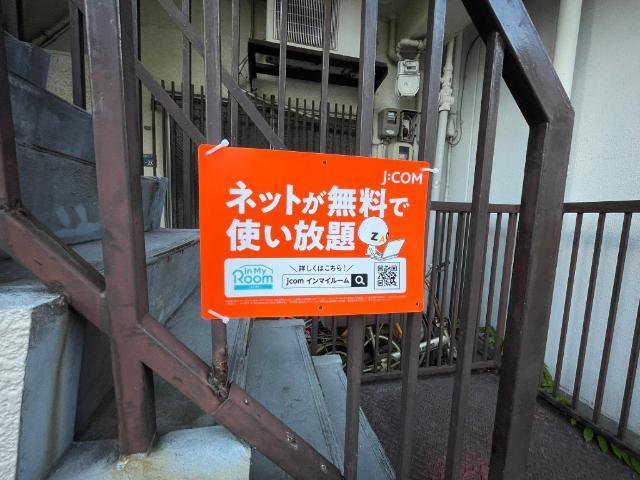 J:COM
ネットが無料で
使い放題
Z
in My
Room
＼詳しくはこちら！／
Jcom インマイルーム